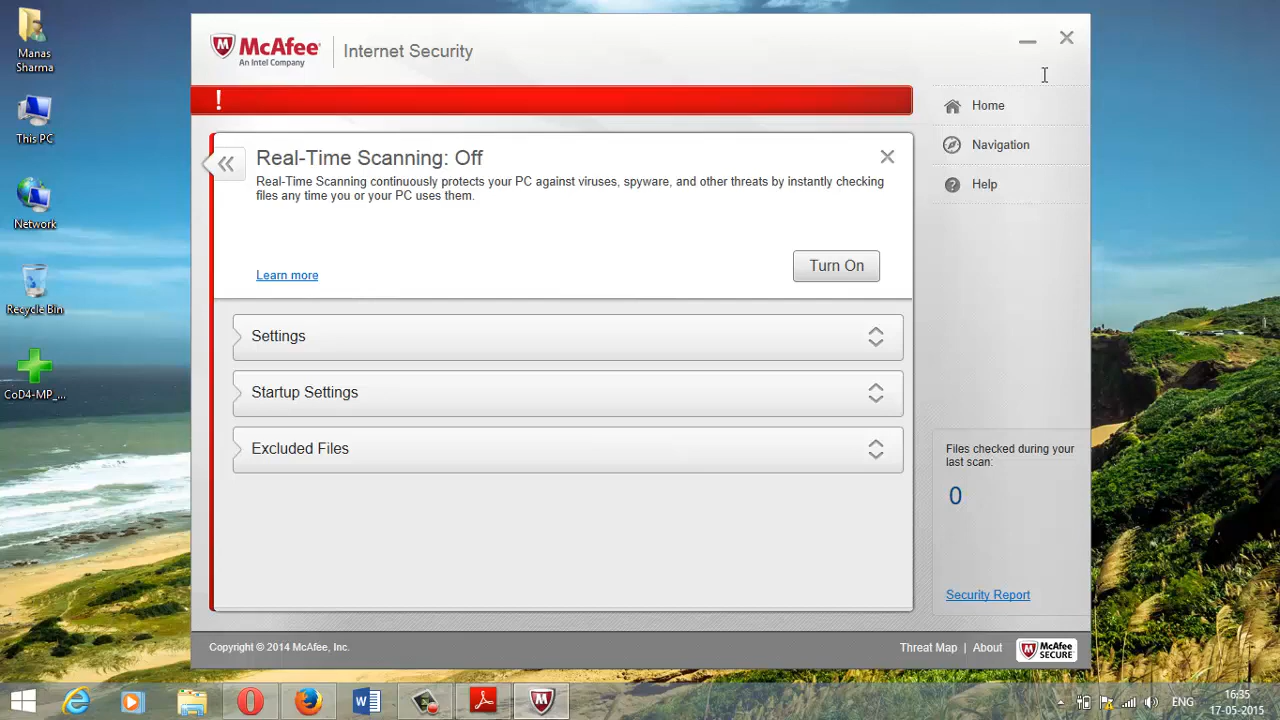 Manas
Sharma
This PC
Network
Recycle Bin
CoD4-MP_...
McAfee
An Intel Company
Internet Security
!
Home
Navigation
Help
Real-Time Scanning: Off
Real-Time Scanning continuously protects your PC against viruses, spyware, and other threats by instantly checking
files any time you or your PC uses them.
Learn more
Turn On
Settings
Startup Settings
Excluded Files
Files checked during your
last scan:
0
Security Report
Copyright © 2014 McAfee, Inc.
Threat Map | About
McAfee
SECURE
ENG
16:35
17-05-2015